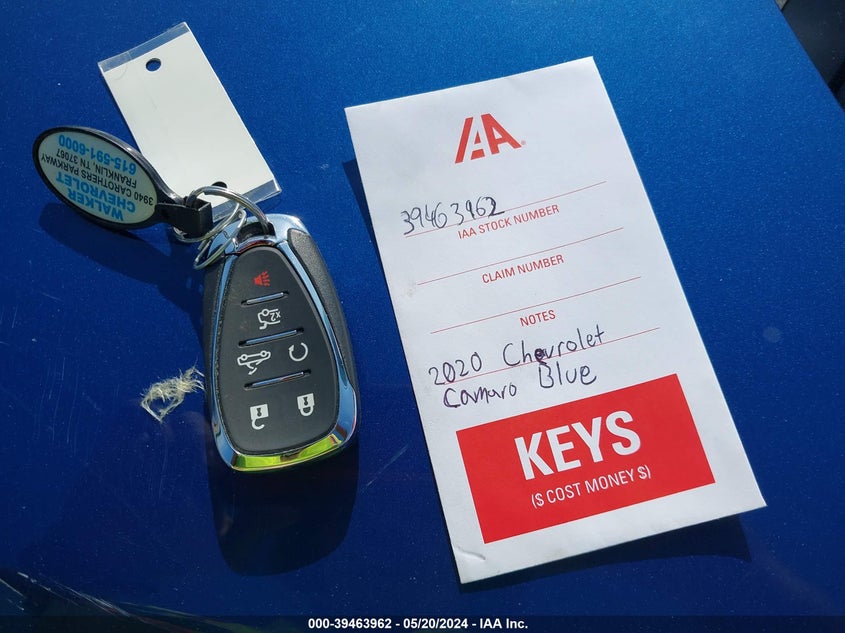 WALKER
CHEVROLET
3940 CAROTHERS PARKWAY
FRANKLIN, TN 37067
615-591-6000
x2
IAA
39463962
IAA STOCK NUMBER
CLAIM NUMBER
NOTES
2020 Chevrolet
Camaro Blue
KEYS
($ COST MONEY $)
000-39463962 - 05/20/2024 - IAA Inc.